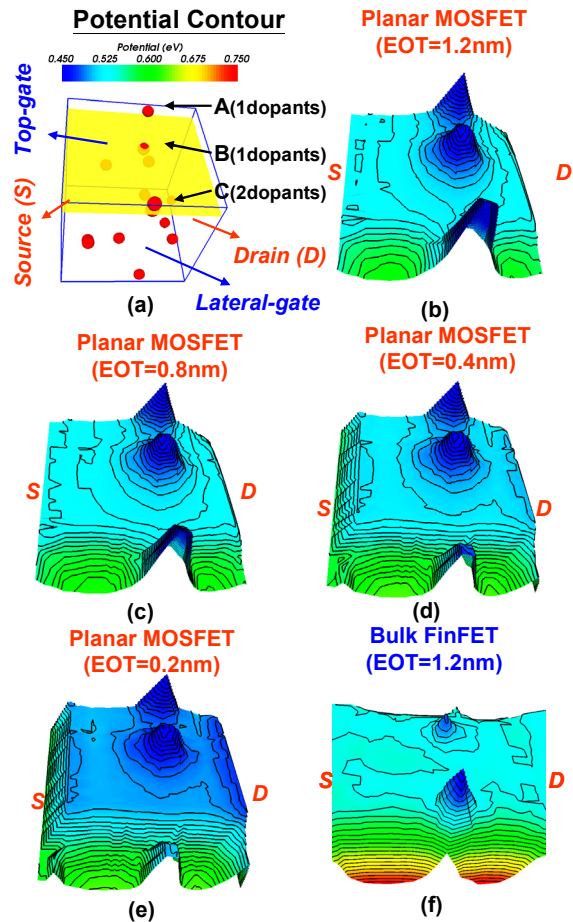 Potential Contour
Potential (eV)
0.450 0.525 0.600 0.675 0.750
A(1dopants)
B(1dopants)
C(2dopants)
Top-gate
Source (S)
Drain (D)
Lateral-gate
(a)
Planar MOSFET
(EOT=1.2nm)
S
D
(b)
Planar MOSFET
(EOT=0.8nm)
S
D
(c)
Planar MOSFET
(EOT=0.4nm)
S
D
(d)
Planar MOSFET
(EOT=0.2nm)
S
D
(e)
Bulk FinFET
(EOT=1.2nm)
S
D
(f)